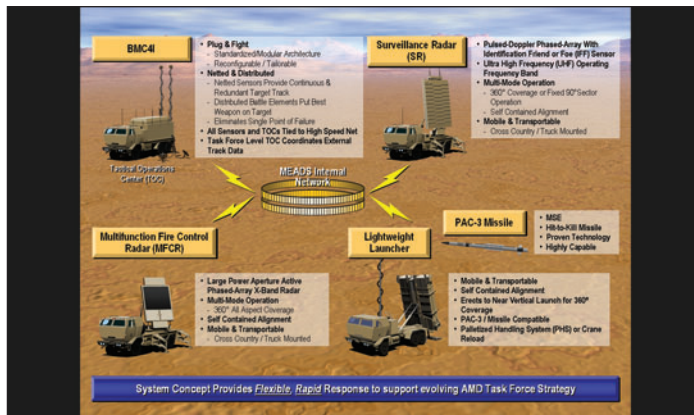 BMC4I
• Plug & Fight
– Standardized/Modular Architecture
– Reconfigurable / Tailorable
• Netted & Distributed
– Netted Sensors Provide Continuous &
Redundant Target Track
– Distributed Battle Elements Put Best
Weapon on Target
– Eliminates Single Point of Failure
• All Sensors and TOCs Tied to High Speed Net
• Task Force Level TOC Coordinates External
Track Data
Tactical Operations
Center (TOC)
Surveillance Radar
(SR)
• Pulsed-Doppler Phased-Array With
Identification Friend or Foe (IFF) Sensor
• Ultra High Frequency (UHF) Operating
Frequency Band
• Multi-Mode Operation
– 360° Coverage or Fixed 90°Sector
Operation
– Self Contained Alignment
• Mobile & Transportable
– Cross Country / Truck Mounted
MEADS Internal
Network
Multifunction Fire Control
Radar (MFCR)
• Large Power Aperture Active
Phased-Array X-Band Radar
• Multi-Mode Operation
– 360° All Aspect Coverage
• Self Contained Alignment
• Mobile & Transportable
– Cross Country / Truck Mounted
Lightweight
Launcher
PAC-3 Missile
• MSE
• Hit-to-Kill Missile
• Proven Technology
• Highly Capable
• Mobile & Transportable
• Self Contained Alignment
• Erects to Near Vertical Launch for 360°
Coverage
• PAC-3 / Missile Compatible
• Palletized Handling System (PHS) or Crane
Reload
System Concept Provides Flexible, Rapid Response to support evolving AMD Task Force Strategy